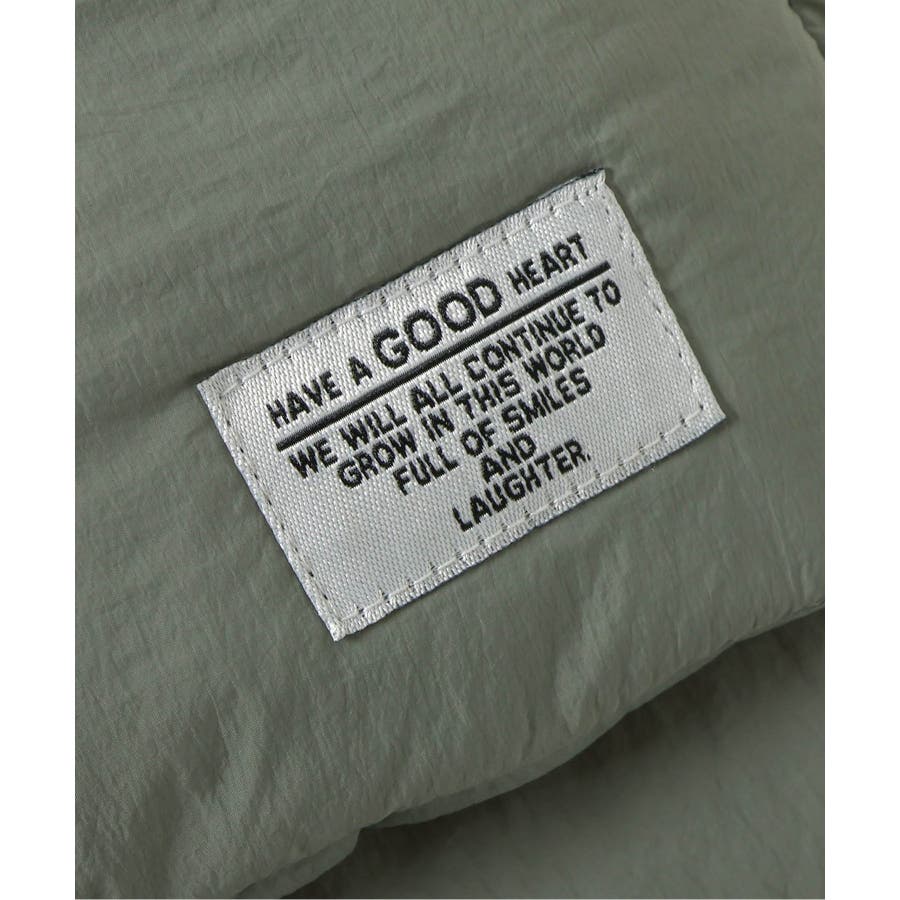 HAVE A GOOD HEART
WE WILL ALL CONTINUE TO
GROW IN THIS WORLD
FULL OF SMILES
AND
LAUGHTER.